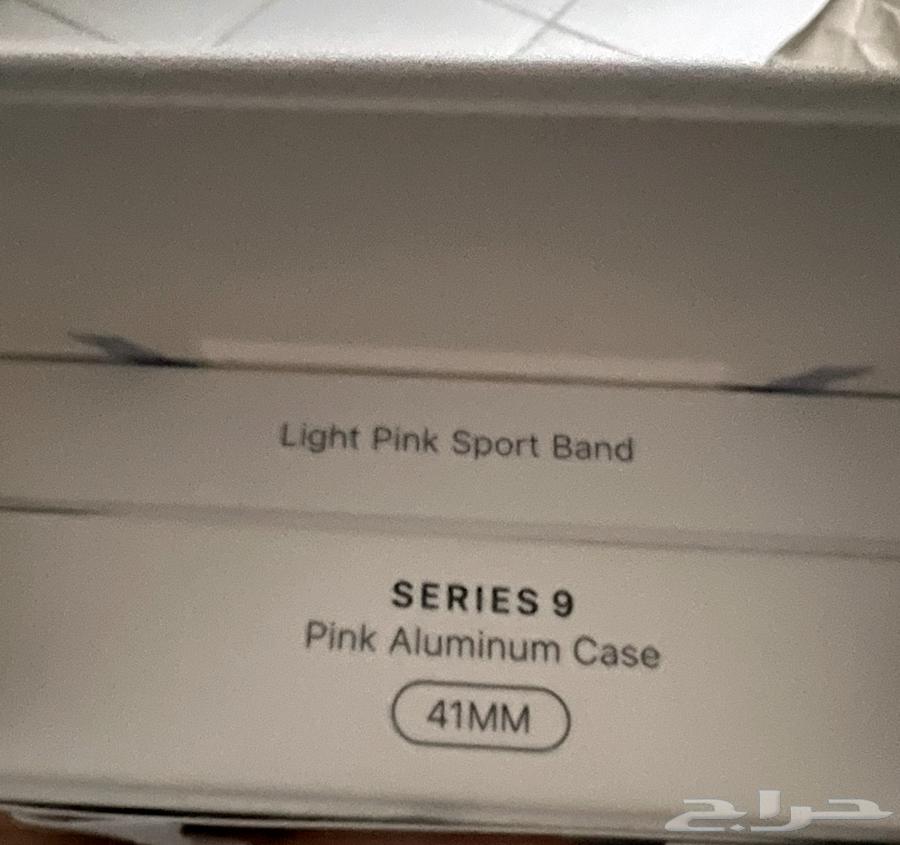 Light Pink Sport Band
SERIES 9
Pink Aluminum Case
41MM
حراج